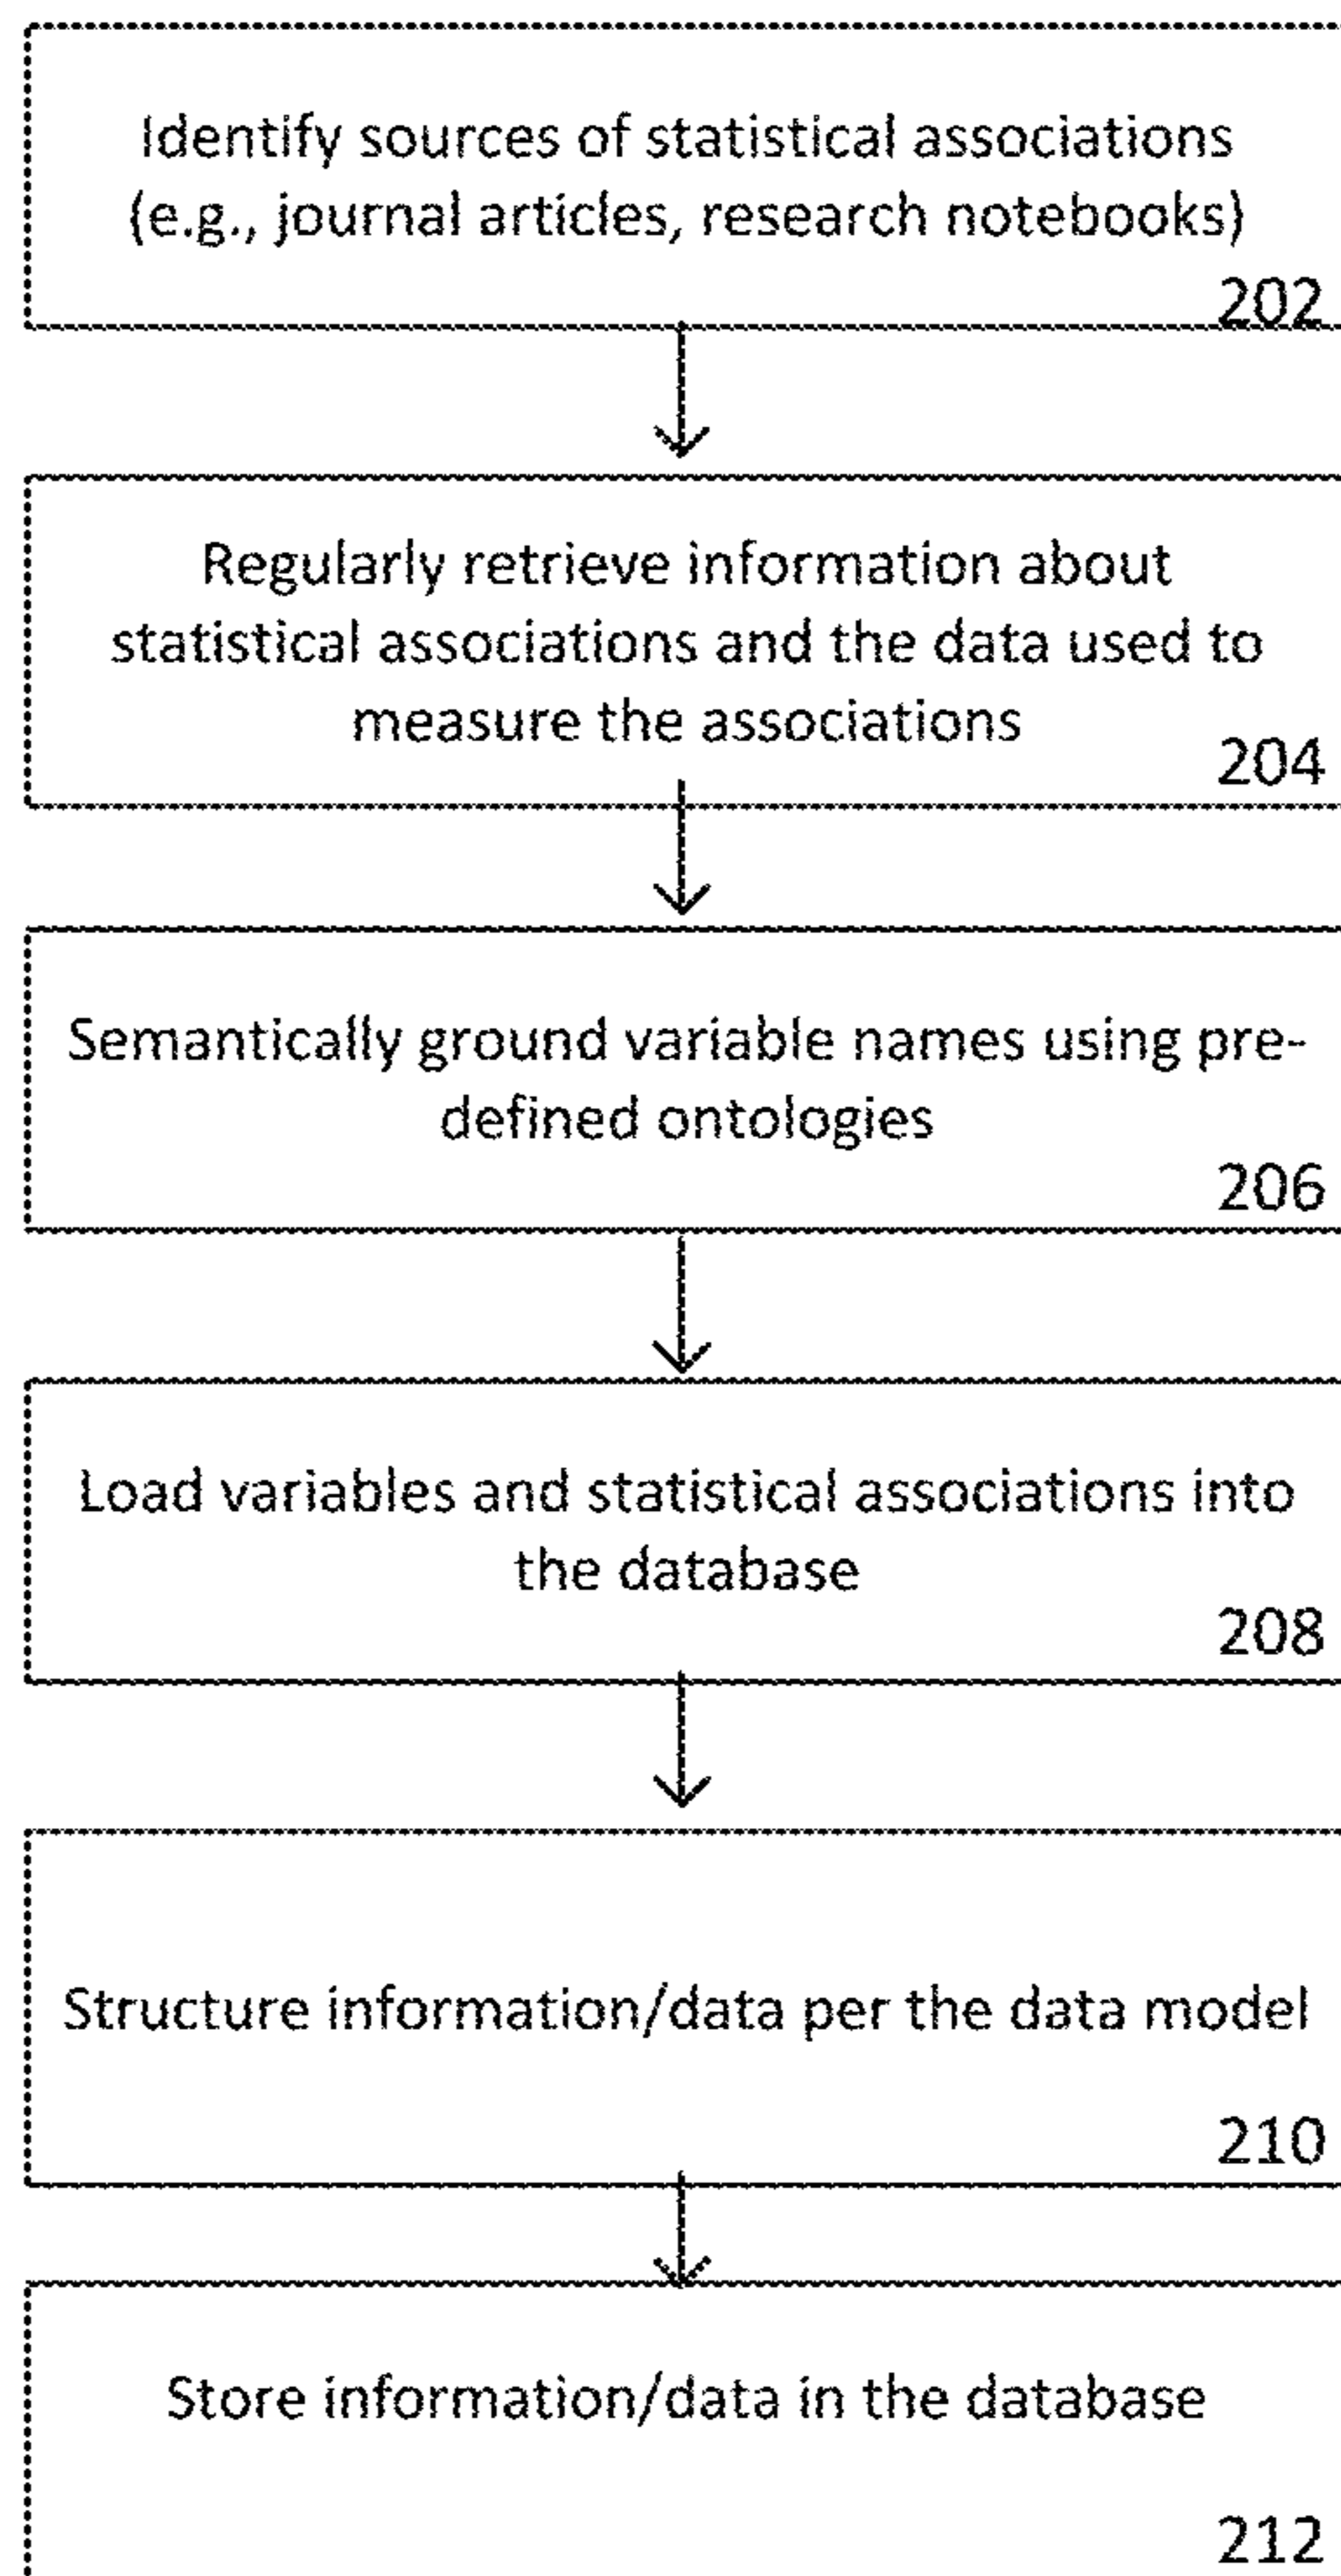 Identify sources of statistical associations
(e.g., journal articles, research notebooks)
202
Regularly retrieve information about
statistical associations and the data used to
measure the associations
204
Semantically ground variable names using pre-
defined ontologies
206
Load variables and statistical associations into
the database
208
Structure information/data per the data model
210
Store information/data in the database
212